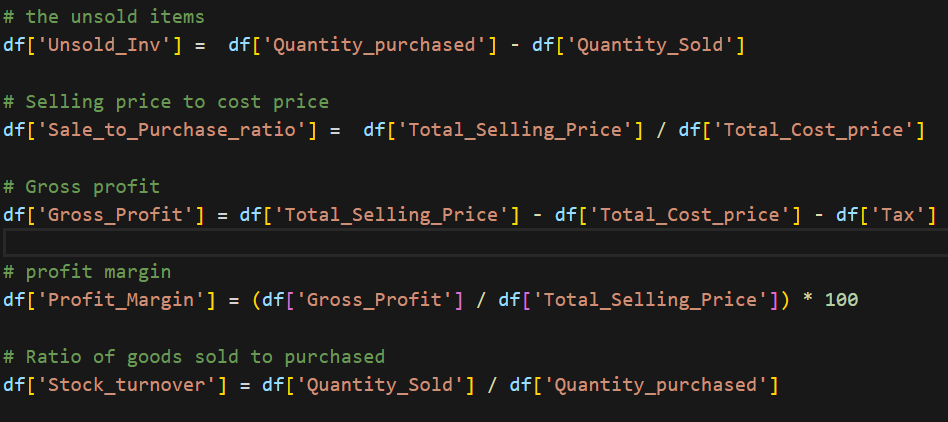 # the unsold items
df['Unsold_Inv'] =  df['Quantity_purchased'] - df['Quantity_Sold']
# Selling price to cost price
df['Sale_to_Purchase_ratio'] =  df['Total_Selling_Price'] / df['Total_Cost_price']
# Gross profit
df['Gross_Profit'] = df['Total_Selling_Price'] - df['Total_Cost_price'] - df['Tax']
# profit margin
df['Profit_Margin'] = (df['Gross_Profit'] / df['Total_Selling_Price']) * 100
# Ratio of goods sold to purchased
df['Stock_turnover'] = df['Quantity_Sold'] / df['Quantity_purchased']